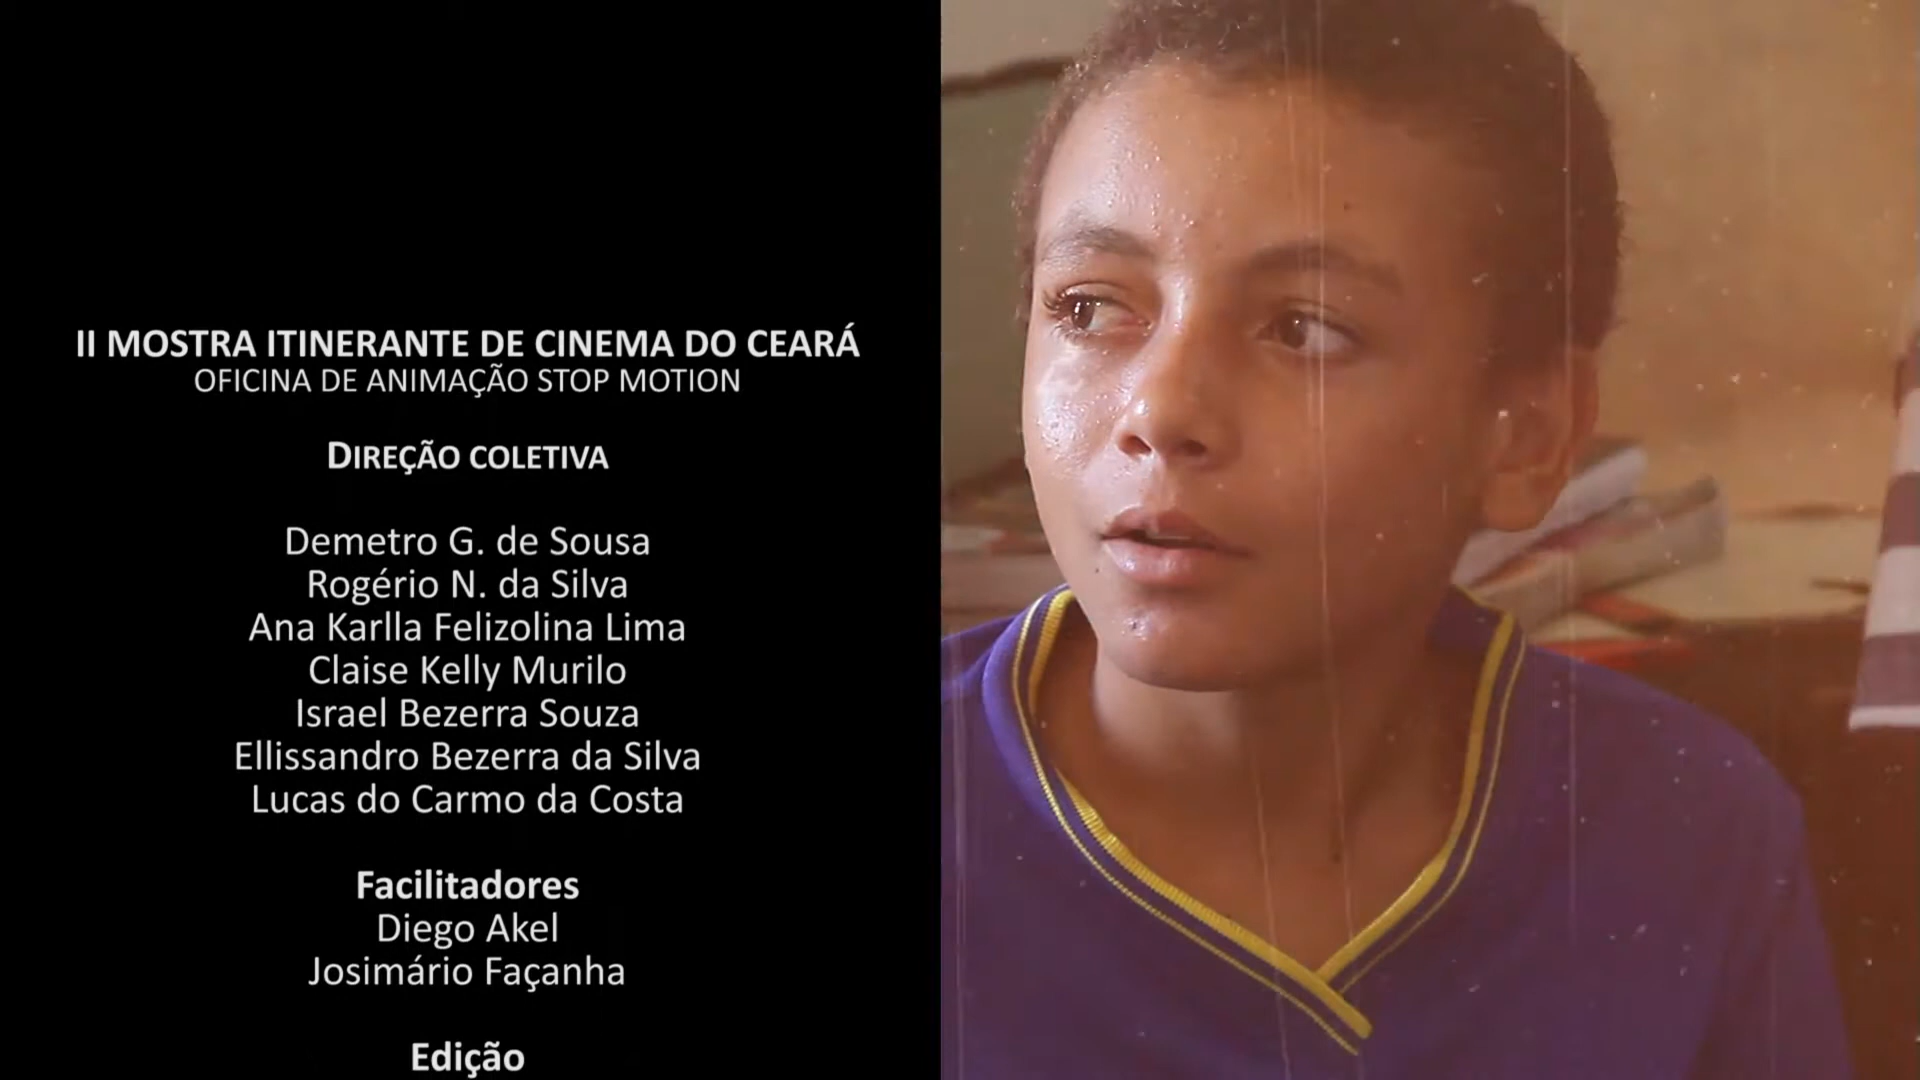 II MOSTRA ITINERANTE DE CINEMA DO CEARÁ
OFICINA DE ANIMAÇÃO STOP MOTION
DIREÇÃO COLETIVA
Demetro G. de Sousa
Rogério N. da Silva
Ana Karlla Felizolina Lima
Claise Kelly Murilo
Israel Bezerra Souza
Ellissandro Bezerra da Silva
Lucas do Carmo da Costa
Facilitadores
Diego Akel
Josimário Façanha
Edição